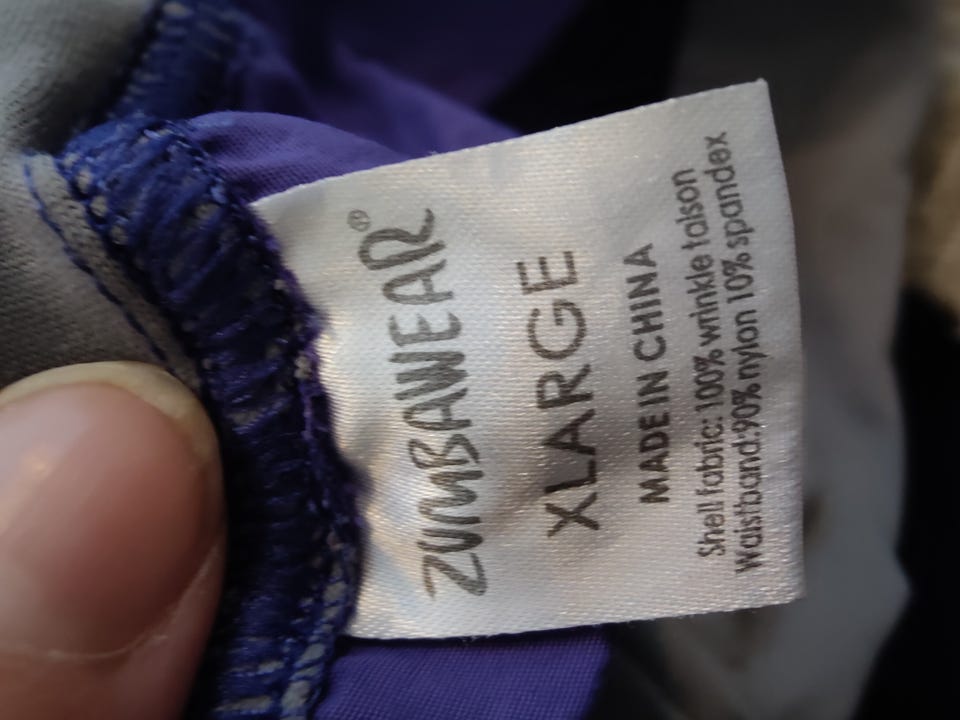 ZUMBAWEAR®
XLARGE
MADE IN CHINA
Shell fabric: 100% wrinkle talson
Waistband:90% nylon 10% spandex